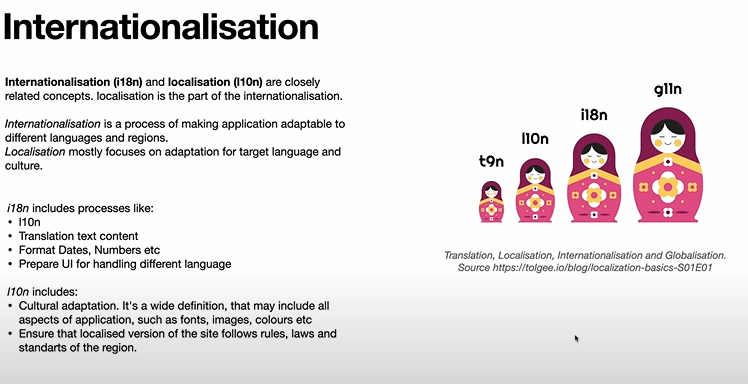 Internationalisation
Internationalisation (i18n) and localisation (l10n) are closely
related concepts. localisation is the part of the internationalisation.
Internationalisation is a process of making application adaptable to
different languages and regions.
Localisation mostly focuses on adaptation for target language and
culture.
i18n includes processes like:
• l10n
• Translation text content
• Format Dates, Numbers etc
• Prepare UI for handling different language
l10n includes:
• Cultural adaptation. It's a wide definition, that may include all
aspects of application, such as fonts, images, colours etc
• Ensure that localised version of the site follows rules, laws and
standarts of the region.
t9n
l10n
i18n
g11n
Translation, Localisation, Internationalisation and Globalisation.
Source https://tolgee.io/blog/localization-basics-S01E01